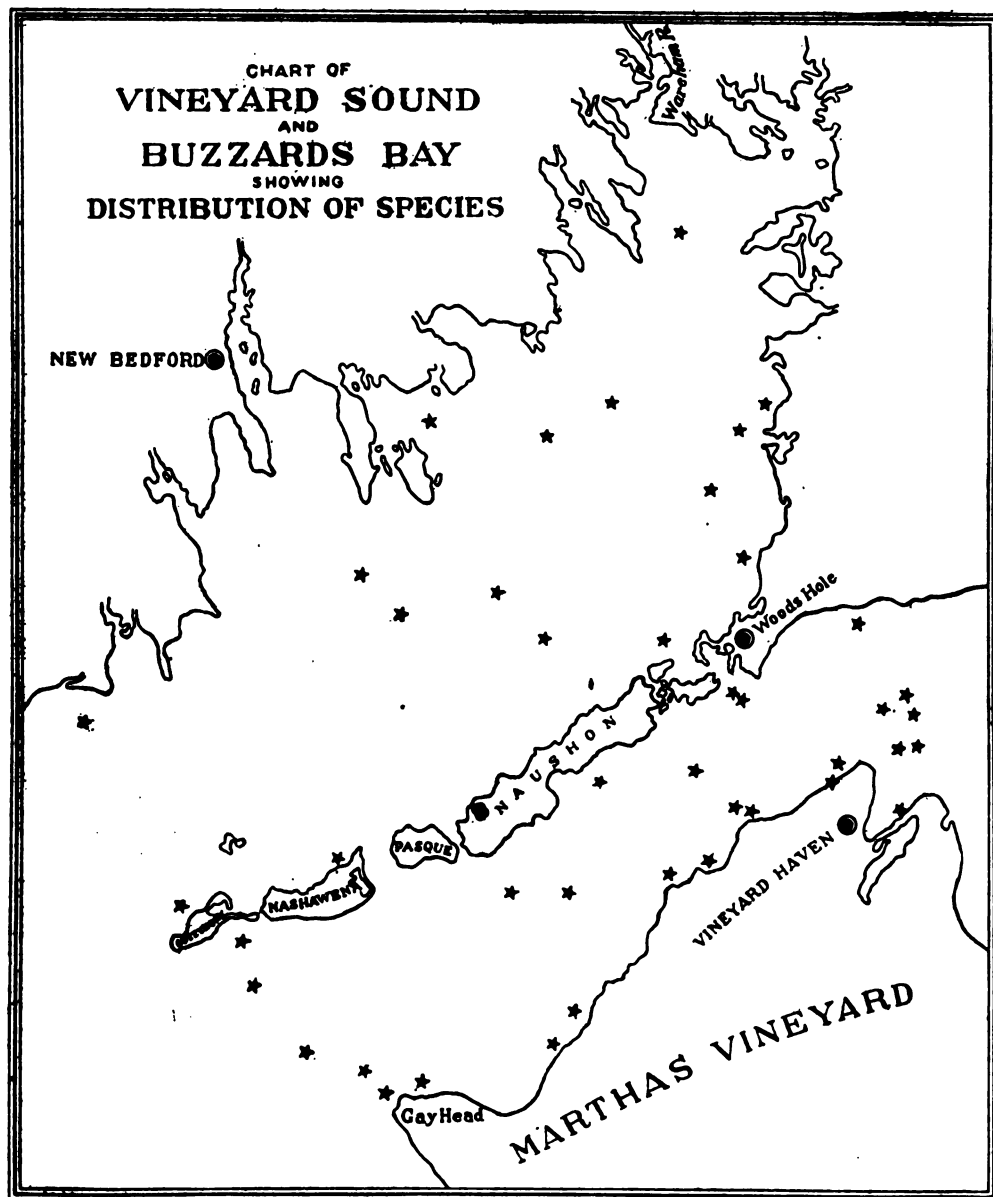 CHART OF
VINEYARD SOUND
AND
BUZZARDS BAY
SHOWING
DISTRIBUTION OF SPECIES
Wareham R.
NEW BEDFORD
Woods Hole
NAUSHON
PASQUE
NASHAWENA
VINEYARD HAVEN
MARTHAS VINEYARD
Gay Head